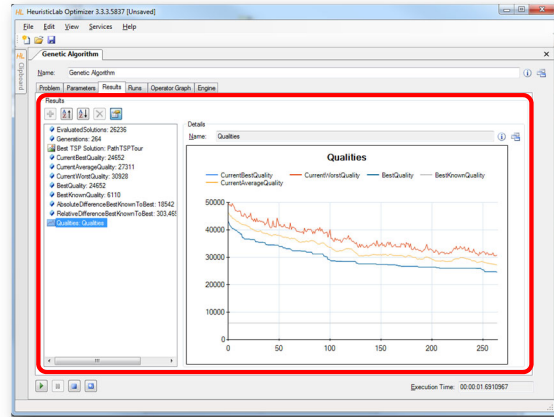 HL HeuristicLab Optimizer 3.3.3.5837 [Unsaved]
File Edit View Services Help
Genetic Algorithm
HL Clipboard
Name: Genetic Algorithm
Problem Parameters Results Runs Operator Graph Engine
Results
EvaluatedSolutions: 26236
Generations: 264
Best TSP Solution: PathTSPTour
CurrentBestQuality: 24652
CurrentAverageQuality: 27311
CurrentWorstQuality: 30928
BestQuality: 24652
BestKnownQuality: 6110
AbsoluteDifferenceBestKnownToBest: 18542
RelativeDifferenceBestKnownToBest: 303,46
Qualities: Qualities
Details
Name: Qualities
Qualities
CurrentBestQuality CurrentWorstQuality BestQuality BestKnownQuality
CurrentAverageQuality
50000
40000
30000
20000
10000
0
0 50 100 150 200 250
Execution Time: 00:00:01.6910967